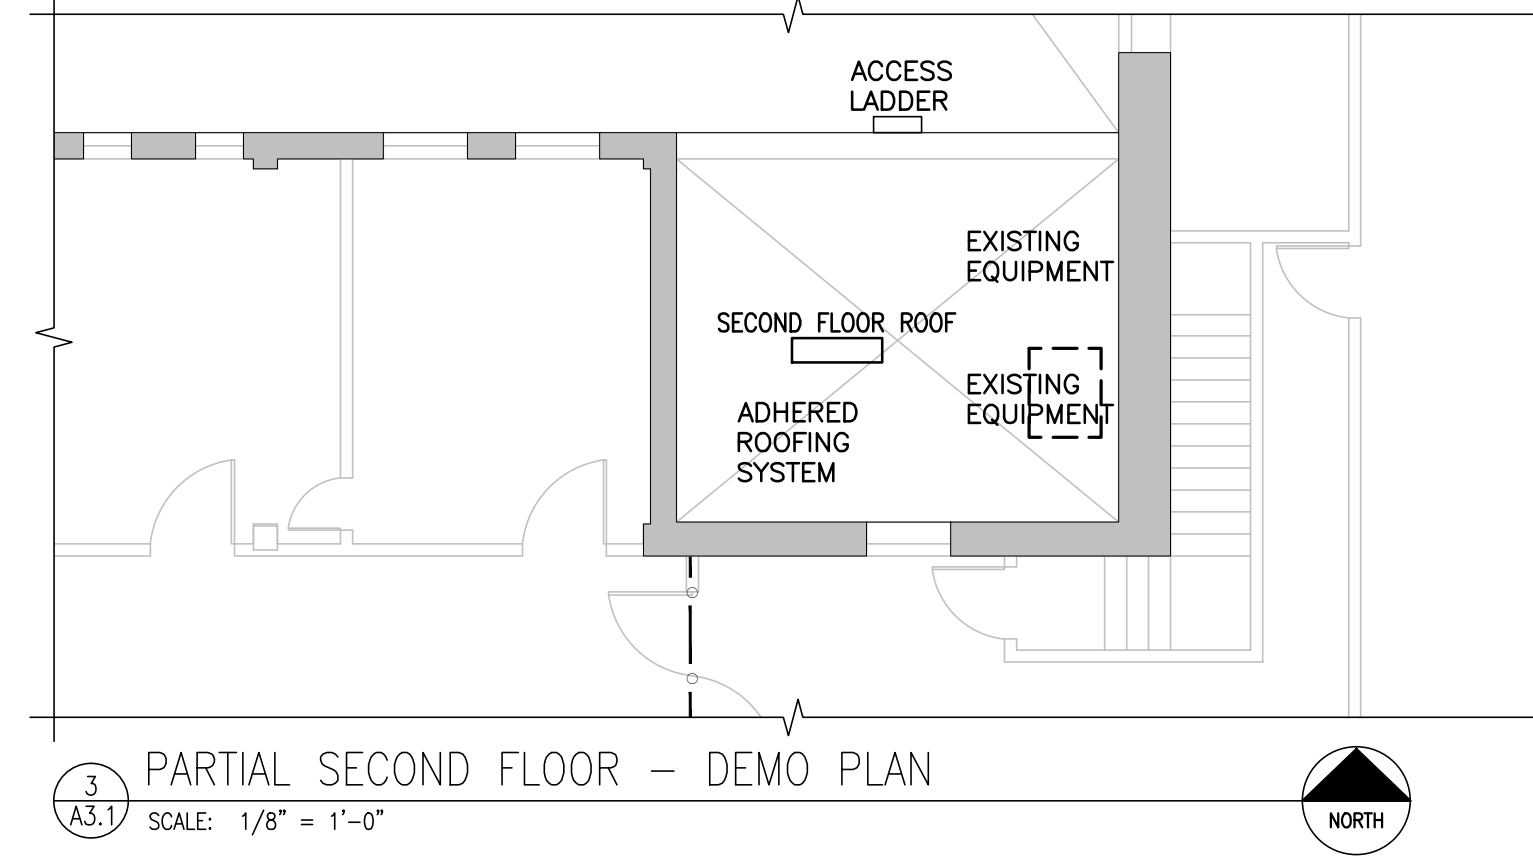 ACCESS
LADDER
EXISTING
EQUIPMENT
SECOND FLOOR ROOF
EXISTING
EQUIPMENT
ADHERED
ROOFING
SYSTEM
3
A3.1
PARTIAL SECOND FLOOR – DEMO PLAN
SCALE: 1/8” = 1’–0”
NORTH